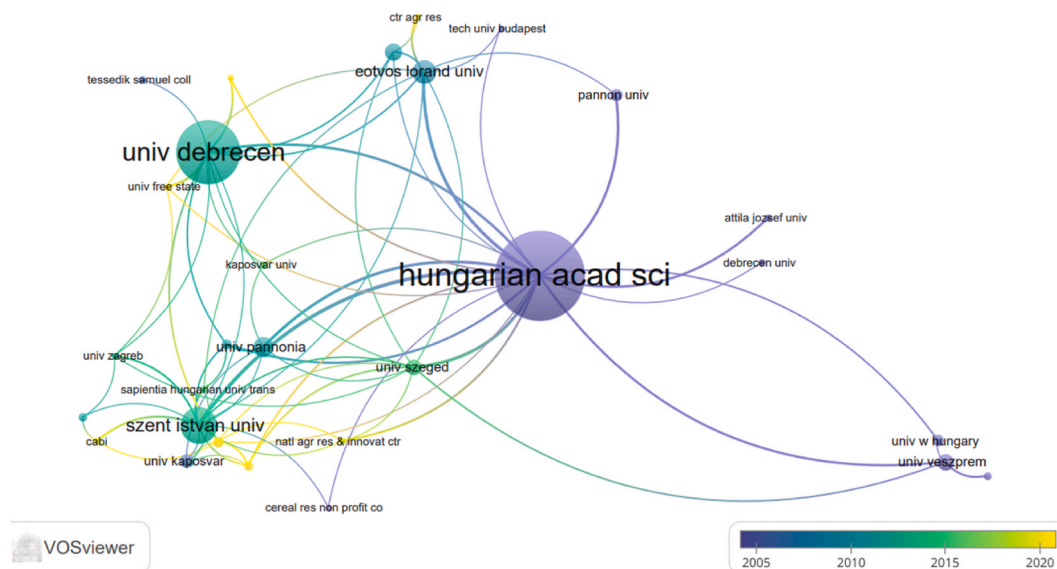 ctr agr res
tech univ budapest
eotvos lorand univ
tessedik samuel coll
pannon univ
univ debrecen
univ free state
attila jozsef univ
debrecen univ
kaposvar univ
hungarian acad sci
univ pannonia
univ zagreb
univ szeged
sapientia hungarian univ trans
szent istvan univ
cabi
natl agr res & innovat ctr
univ w hungary
univ kaposvar
univ veszprem
cereal res non profit co
VOSviewer
2005 2010 2015 2020